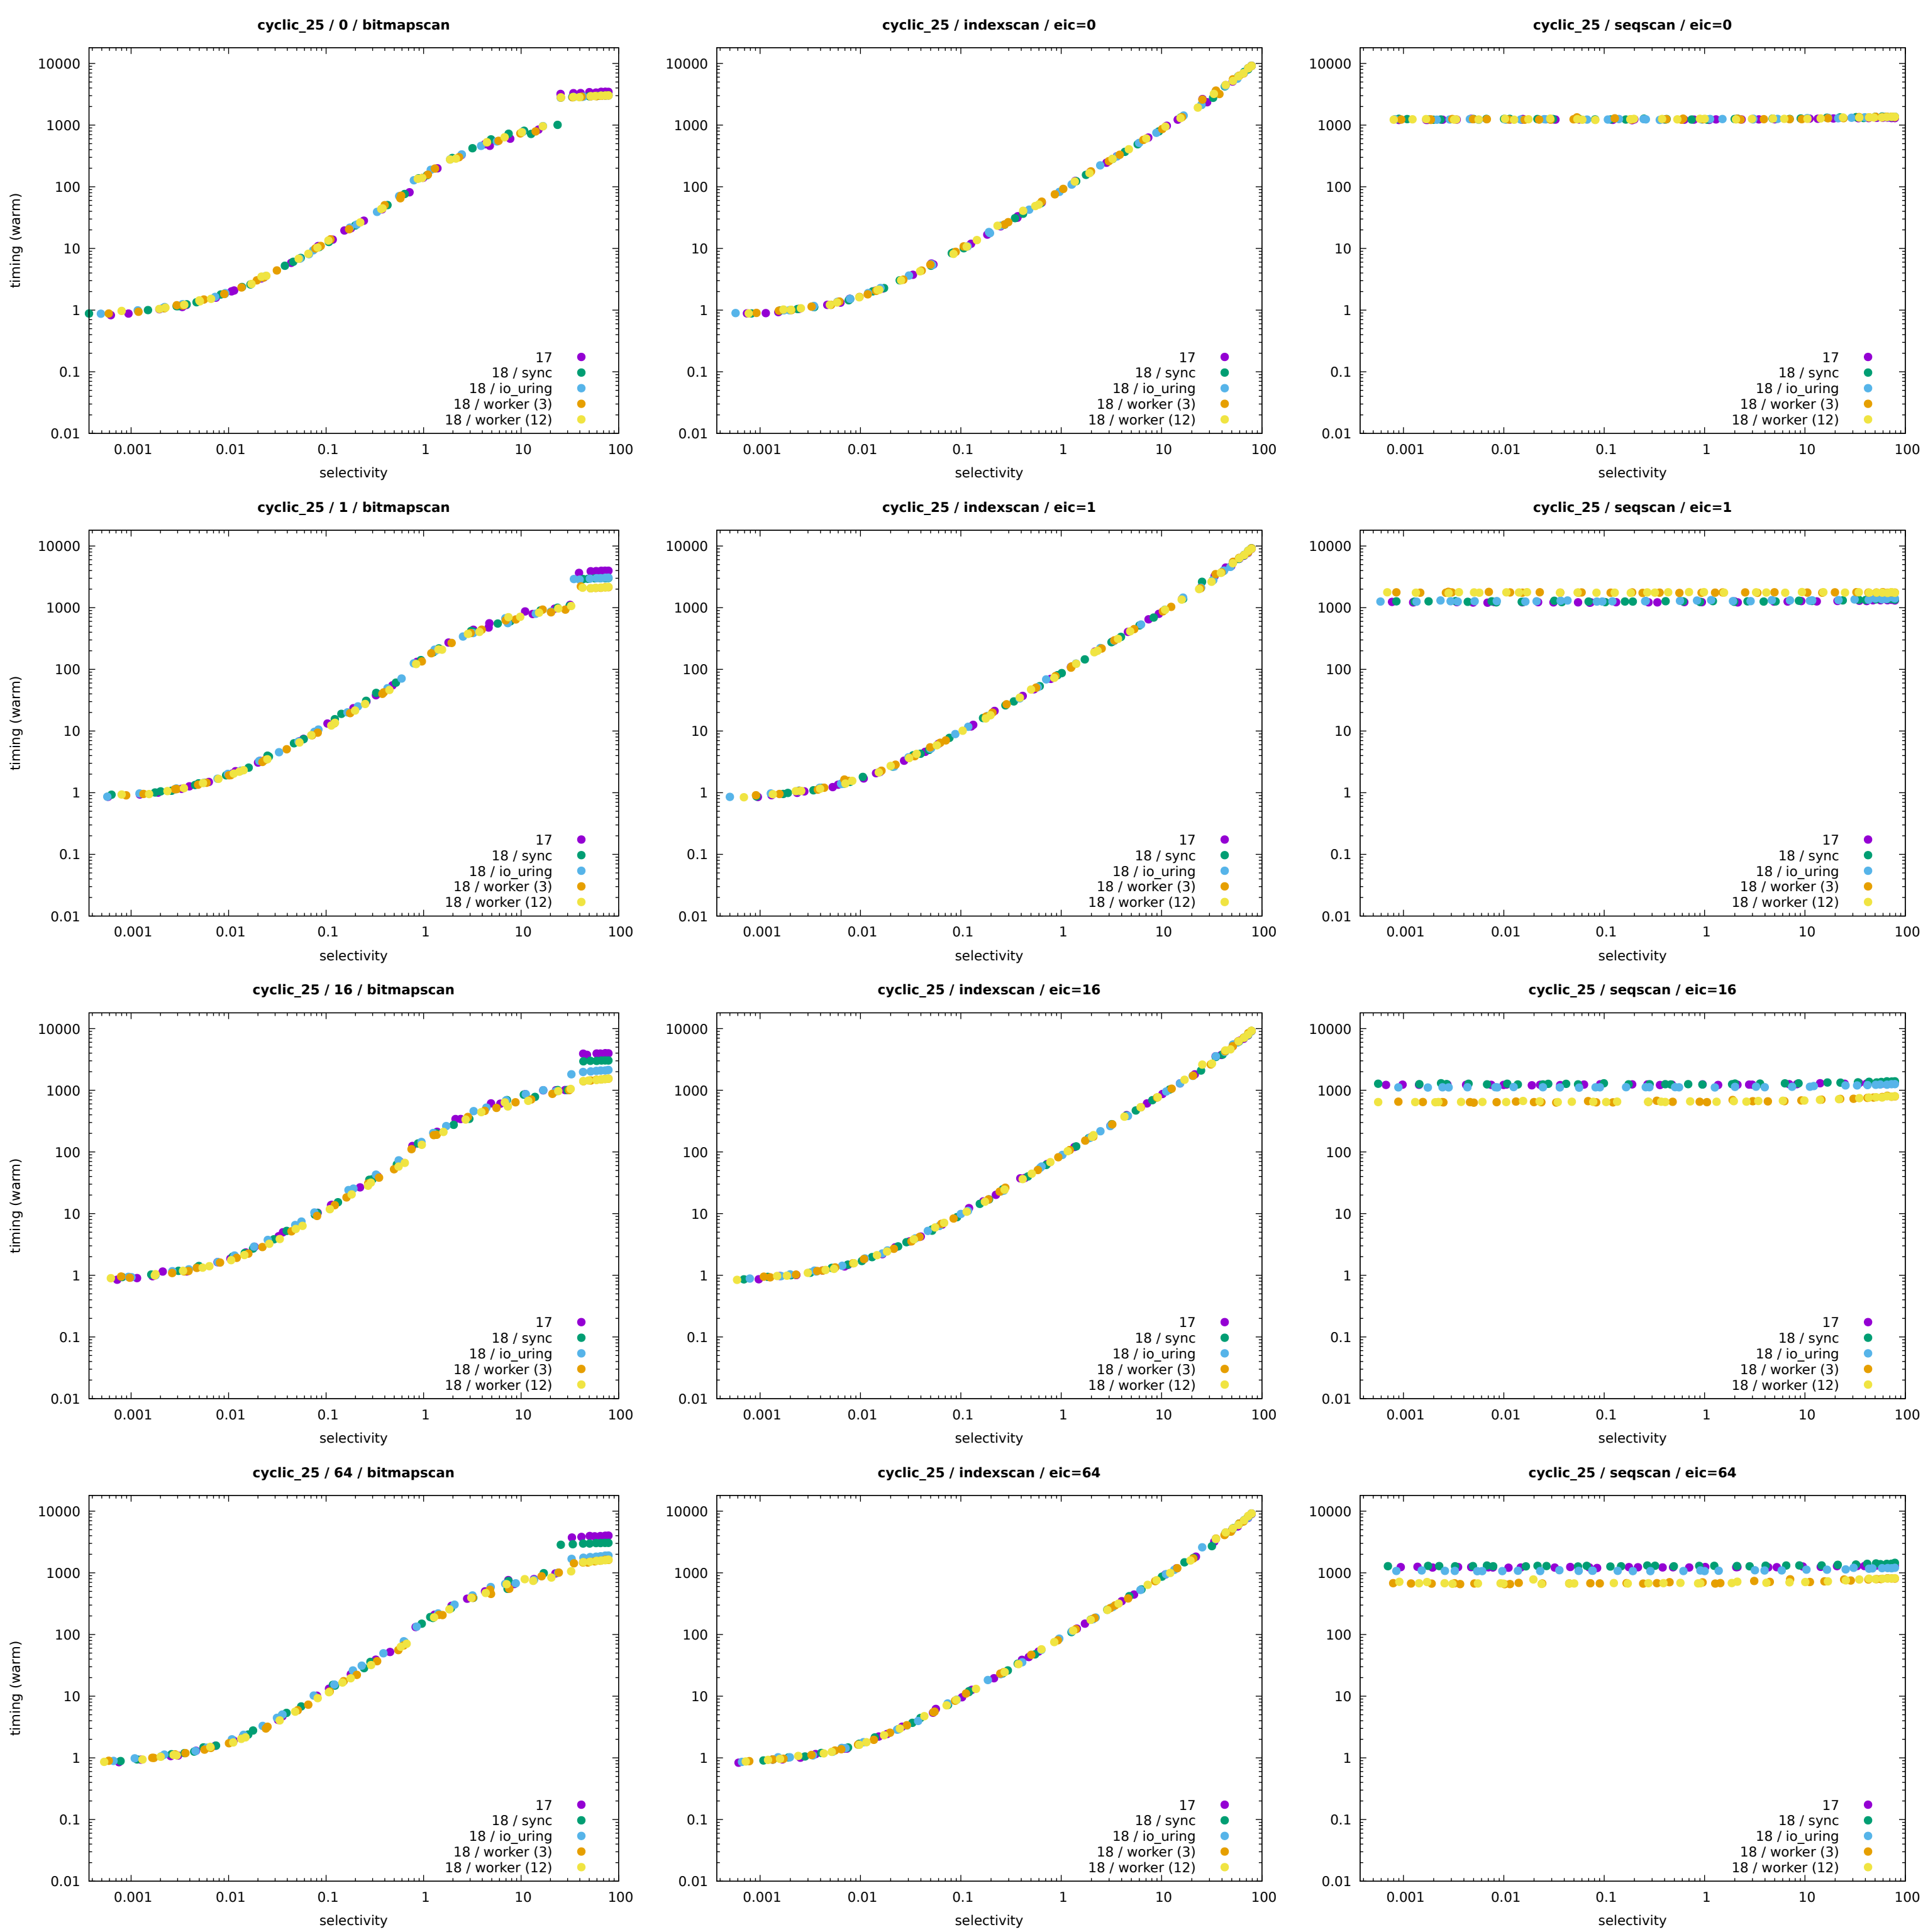 cyclic_25 / 0 / bitmapscan
timing (warm)
10000
1000
100
10
1
0.1
0.01
17
18 / sync
18 / io_uring
18 / worker (3)
18 / worker (12)
0.001 0.01 0.1 1 10 100
selectivity
cyclic_25 / indexscan / eic=0
10000
1000
100
10
1
0.1
0.01
17
18 / sync
18 / io_uring
18 / worker (3)
18 / worker (12)
0.001 0.01 0.1 1 10 100
selectivity
cyclic_25 / seqscan / eic=0
10000
1000
100
10
1
0.1
0.01
17
18 / sync
18 / io_uring
18 / worker (3)
18 / worker (12)
0.001 0.01 0.1 1 10 100
selectivity
cyclic_25 / 1 / bitmapscan
timing (warm)
10000
1000
100
10
1
0.1
0.01
17
18 / sync
18 / io_uring
18 / worker (3)
18 / worker (12)
0.001 0.01 0.1 1 10 100
selectivity
cyclic_25 / indexscan / eic=1
10000
1000
100
10
1
0.1
0.01
17
18 / sync
18 / io_uring
18 / worker (3)
18 / worker (12)
0.001 0.01 0.1 1 10 100
selectivity
cyclic_25 / seqscan / eic=1
10000
1000
100
10
1
0.1
0.01
17
18 / sync
18 / io_uring
18 / worker (3)
18 / worker (12)
0.001 0.01 0.1 1 10 100
selectivity
cyclic_25 / 16 / bitmapscan
timing (warm)
10000
1000
100
10
1
0.1
0.01
17
18 / sync
18 / io_uring
18 / worker (3)
18 / worker (12)
0.001 0.01 0.1 1 10 100
selectivity
cyclic_25 / indexscan / eic=16
10000
1000
100
10
1
0.1
0.01
17
18 / sync
18 / io_uring
18 / worker (3)
18 / worker (12)
0.001 0.01 0.1 1 10 100
selectivity
cyclic_25 / seqscan / eic=16
10000
1000
100
10
1
0.1
0.01
17
18 / sync
18 / io_uring
18 / worker (3)
18 / worker (12)
0.001 0.01 0.1 1 10 100
selectivity
cyclic_25 / 64 / bitmapscan
timing (warm)
10000
1000
100
10
1
0.1
0.01
17
18 / sync
18 / io_uring
18 / worker (3)
18 / worker (12)
0.001 0.01 0.1 1 10 100
selectivity
cyclic_25 / indexscan / eic=64
10000
1000
100
10
1
0.1
0.01
17
18 / sync
18 / io_uring
18 / worker (3)
18 / worker (12)
0.001 0.01 0.1 1 10 100
selectivity
cyclic_25 / seqscan / eic=64
10000
1000
100
10
1
0.1
0.01
17
18 / sync
18 / io_uring
18 / worker (3)
18 / worker (12)
0.001 0.01 0.1 1 10 100
selectivity